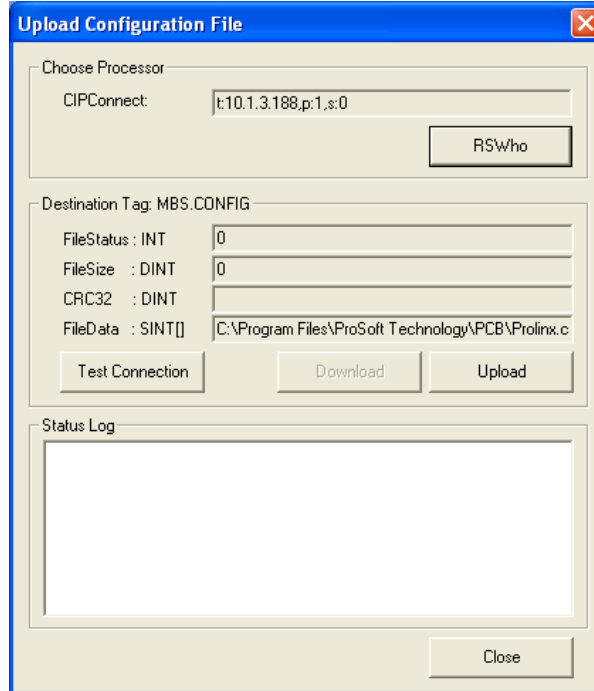 Upload Configuration File
Choose Processor
CIPConnect: t:10.1.3.188,p:1,s:0
RSWho
Destination Tag: MBS.CONFIG
FileStatus : INT 0
FileSize : DINT 0
CRC32 : DINT
FileData : SINT[] C:\Program Files\ProSoft Technology\PCB\Prolinx.c
Test Connection Download Upload
Status Log
Close